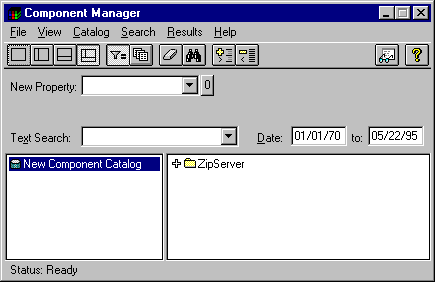 Component Manager
File View Catalog Search Results Help
New Property: 0
Text Search: Date: 01/01/70 to: 05/22/95
New Component Catalog ZipServer
Status: Ready